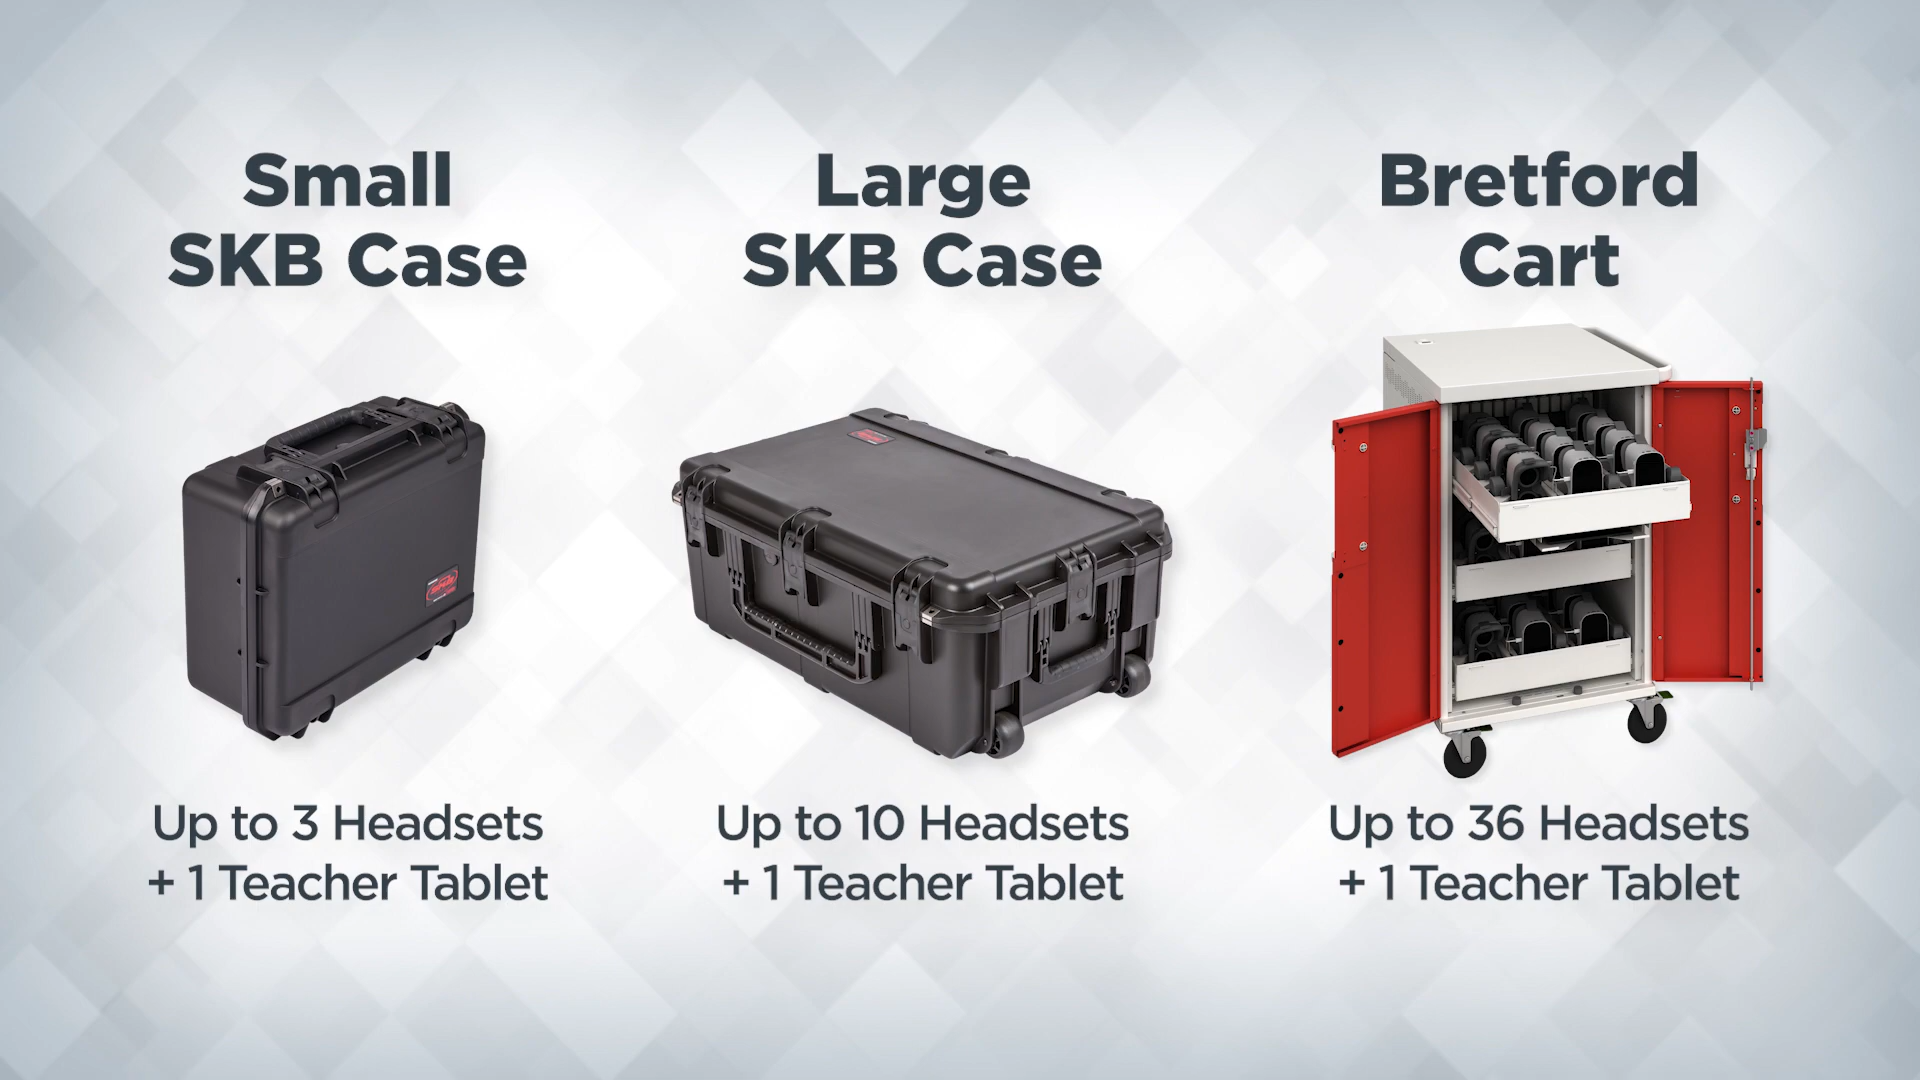 Small
SKB Case
Up to 3 Headsets
+ 1 Teacher Tablet
Large
SKB Case
Up to 10 Headsets
+ 1 Teacher Tablet
Bretford
Cart
Up to 36 Headsets
+ 1 Teacher Tablet